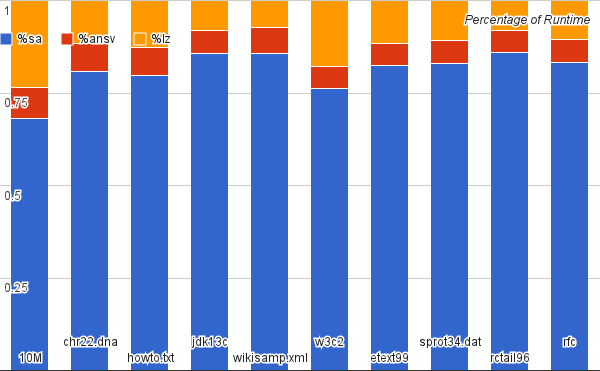 1
Percentage of Runtime
%sa %ansv %lz
0.75
0.5
0.25
chr22.dna jdk13c w3c2 sprot34.dat rfc
10M howto.txt wikisamp.xml etext99 rctail96